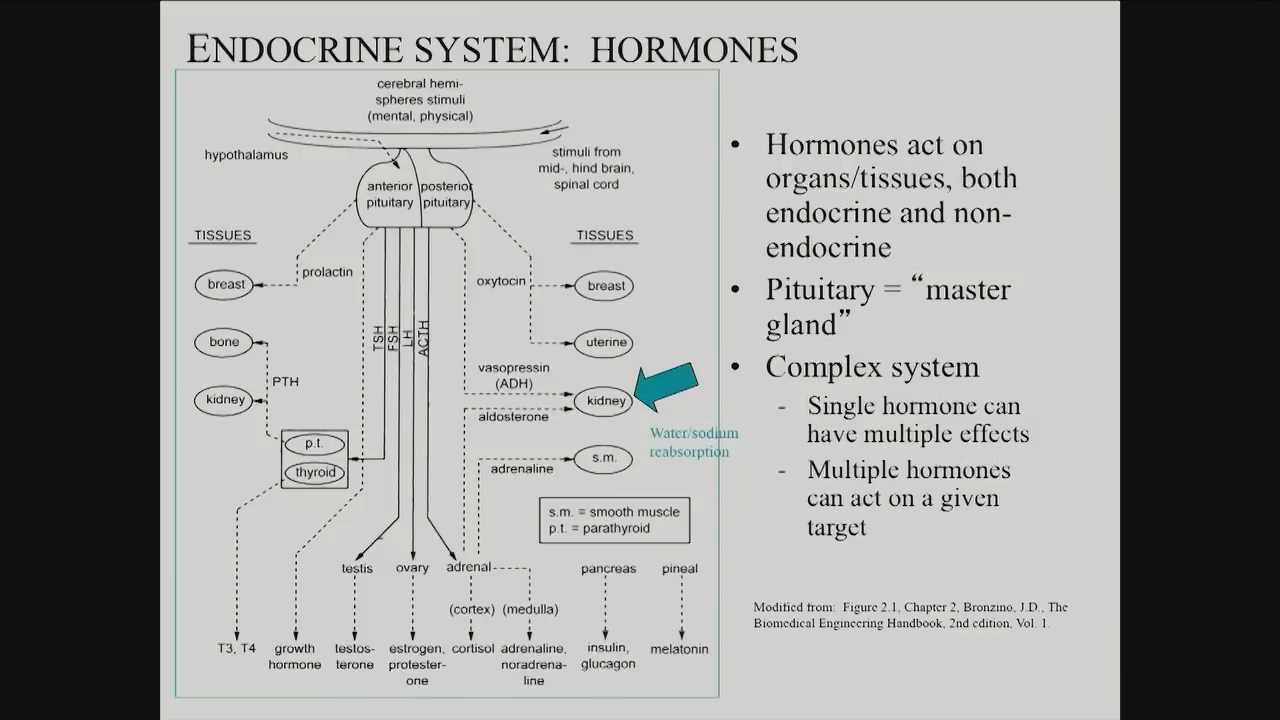 ENDOCRINE SYSTEM: HORMONES
cerebral hemi-
spheres stimuli
(mental, physical)
hypothalamus
stimuli from
mid-, hind brain,
spinal cord
anterior
pituitary
posterior
pituitary
TISSUES
TISSUES
prolactin
oxytocin
breast
breast
bone
uterine
TSH
FSH
LH
ACTH
vasopressin
(ADH)
PTH
kidney
kidney
aldosterone
Water/sodium
reabsorption
p.t.
thyroid
adrenaline
s.m.
s.m. = smooth muscle
p.t. = parathyroid
testis
ovary
adrenal
pancreas
pineal
(cortex)
(medulla)
T3, T4
growth
hormone
testos-
terone
estrogen,
protester-
one
cortisol
adrenaline,
noradrena-
line
insulin,
glucagon
melatonin
• Hormones act on
organs/tissues, both
endocrine and non-
endocrine
• Pituitary = “master
gland”
• Complex system
- Single hormone can
have multiple effects
- Multiple hormones
can act on a given
target
Modified from: Figure 2.1, Chapter 2, Bronzino, J.D., The
Biomedical Engineering Handbook, 2nd edition, Vol. 1.